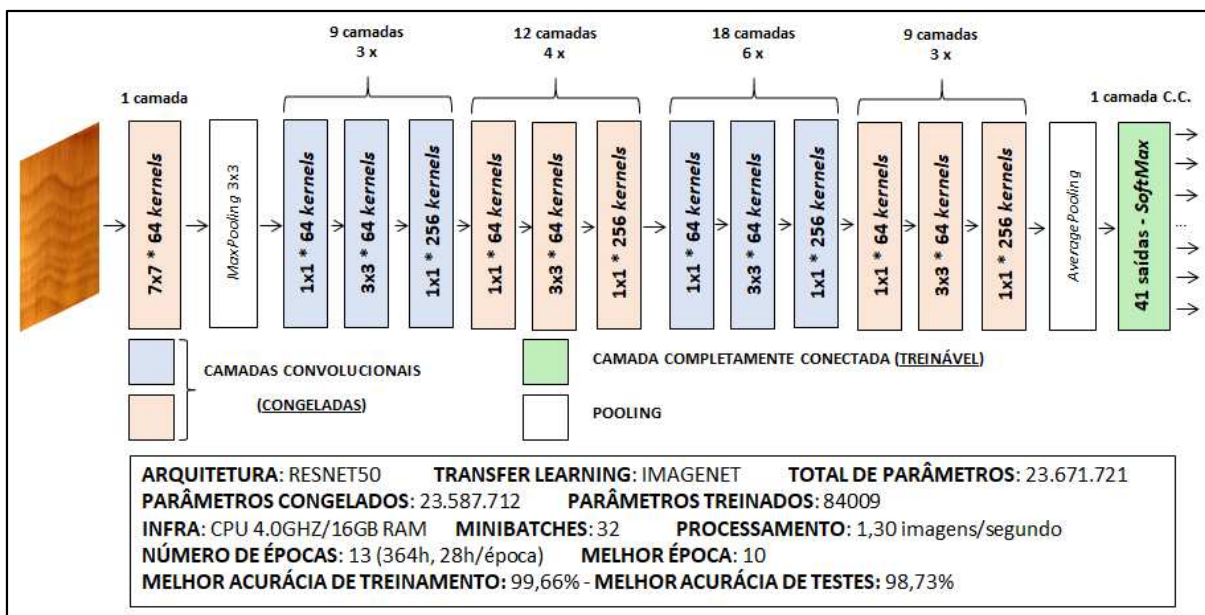 9 camadas
3 x
12 camadas
4 x
18 camadas
6 x
9 camadas
3 x
1 camada
1 camada C.C.
7x7 * 64 kernels
MaxPooling 3x3
1x1 * 64 kernels
3x3 * 64 kernels
1x1 * 256 kernels
1x1 * 64 kernels
3x3 * 64 kernels
1x1 * 256 kernels
1x1 * 64 kernels
3x3 * 64 kernels
1x1 * 256 kernels
1x1 * 64 kernels
3x3 * 64 kernels
1x1 * 256 kernels
AveragePooling
41 saídas - SoftMax
...
CAMADAS CONVOLUCIONAIS
(CONGELADAS)
CAMADA COMPLETAMENTE CONECTADA (TREINÁVEL)
POOLING
ARQUITETURA: RESNET50 TRANSFER LEARNING: IMAGENET TOTAL DE PARÂMETROS: 23.671.721
PARÂMETROS CONGELADOS: 23.587.712 PARÂMETROS TREINADOS: 84009
INFRA: CPU 4.0GHZ/16GB RAM MINIBATCHES: 32 PROCESSAMENTO: 1,30 imagens/segundo
NÚMERO DE ÉPOCAS: 13 (364h, 28h/época) MELHOR ÉPOCA: 10
MELHOR ACURÁCIA DE TREINAMENTO: 99,66% - MELHOR ACURÁCIA DE TESTES: 98,73%